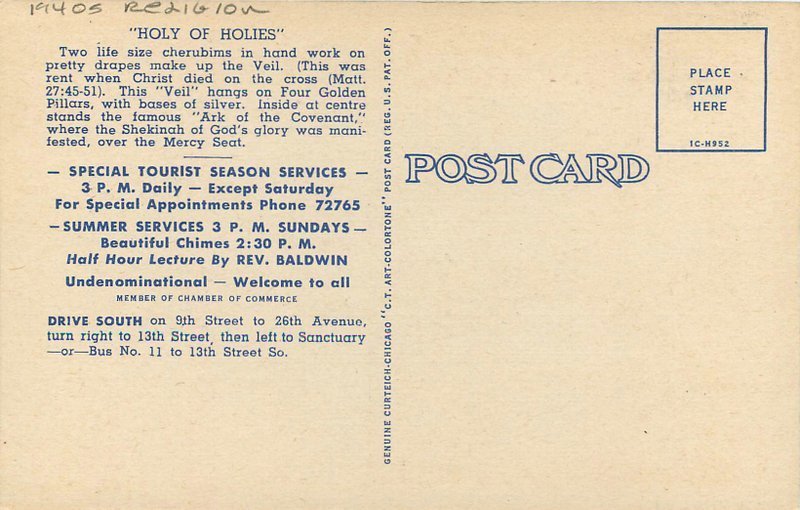 1940s RELIGION
"HOLY OF HOLIES"
Two life size cherubims in hand work on
pretty drapes make up the Veil. (This was
rent when Christ died on the cross (Matt.
27:45-51). This "Veil" hangs on Four Golden
Pillars, with bases of silver. Inside at centre
stands the famous "Ark of the Covenant,"
where the Shekinah of God's glory was mani-
fested, over the Mercy Seat.
— SPECIAL TOURIST SEASON SERVICES —
3 P. M. Daily — Except Saturday
For Special Appointments Phone 72765
—SUMMER SERVICES 3 P. M. SUNDAYS—
Beautiful Chimes 2:30 P. M.
Half Hour Lecture By REV. BALDWIN
Undenominational — Welcome to all
MEMBER OF CHAMBER OF COMMERCE
DRIVE SOUTH on 9th Street to 26th Avenue,
turn right to 13th Street, then left to Sanctuary
—or—Bus No. 11 to 13th Street So.
GENUINE CURTEICH-CHICAGO "C.T. ART-COLORTONE" POST CARD (REG. U.S. PAT. OFF.)
POST CARD
PLACE
STAMP
HERE
1C-H952